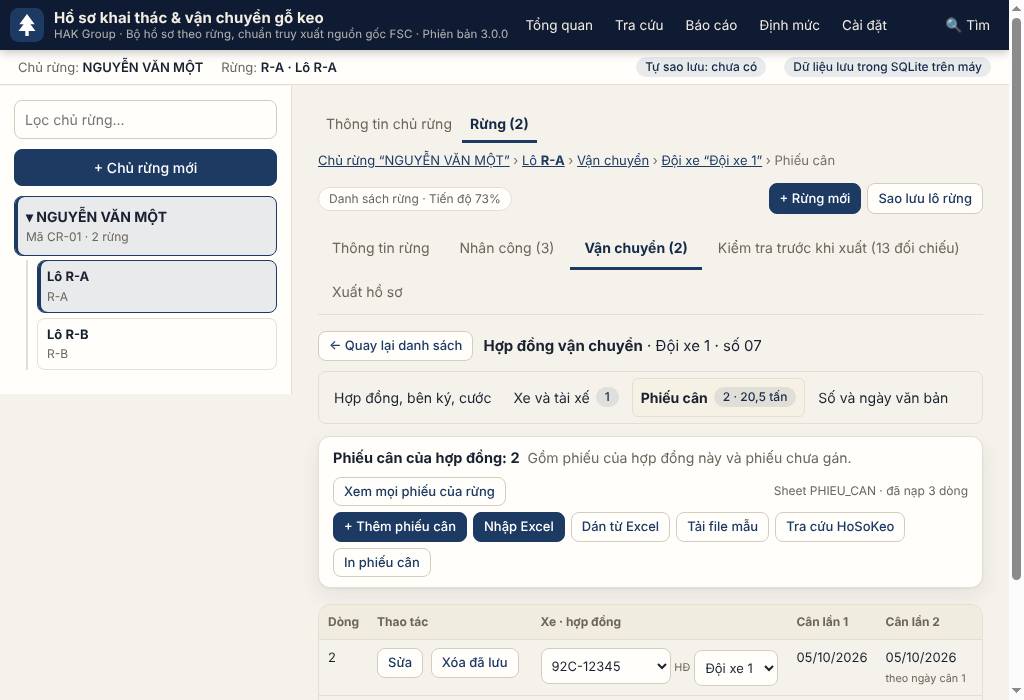 Hồ sơ khai thác & vận chuyển gỗ keo
HAK Group · Bộ hồ sơ theo rừng, chuẩn truy xuất nguồn gốc FSC · Phiên bản 3.0.0
Tổng quan Tra cứu Báo cáo Định mức Cài đặt 🔍 Tìm
Chủ rừng: NGUYỄN VĂN MỘT Rừng: R-A · Lô R-A Tự sao lưu: chưa có Dữ liệu lưu trong SQLite trên máy
Lọc chủ rừng...
+ Chủ rừng mới
▾ NGUYỄN VĂN MỘT
Mã CR-01 · 2 rừng
Lô R-A
R-A
Lô R-B
R-B
Thông tin chủ rừng Rừng (2)
Chủ rừng “NGUYỄN VĂN MỘT” › Lô R-A › Vận chuyển › Đội xe “Đội xe 1” › Phiếu cân
Danh sách rừng · Tiến độ 73% + Rừng mới Sao lưu lô rừng
Thông tin rừng Nhân công (3) Vận chuyển (2) Kiểm tra trước khi xuất (13 đối chiếu)
Xuất hồ sơ
← Quay lại danh sách Hợp đồng vận chuyển · Đội xe 1 · số 07
Hợp đồng, bên ký, cước Xe và tài xế 1 Phiếu cân 2 · 20,5 tấn Số và ngày văn bản
Phiếu cân của hợp đồng: 2 Gồm phiếu của hợp đồng này và phiếu chưa gán.
Xem mọi phiếu của rừng Sheet PHIEU_CAN · đã nạp 3 dòng
+ Thêm phiếu cân Nhập Excel Dán từ Excel Tải file mẫu Tra cứu HoSoKeo
In phiếu cân
Dòng Thao tác Xe · hợp đồng Cân lần 1 Cân lần 2
2 Sửa Xóa đã lưu 92C-12345 HĐ Đội xe 1 05/10/2026 05/10/2026
theo ngày cân 1